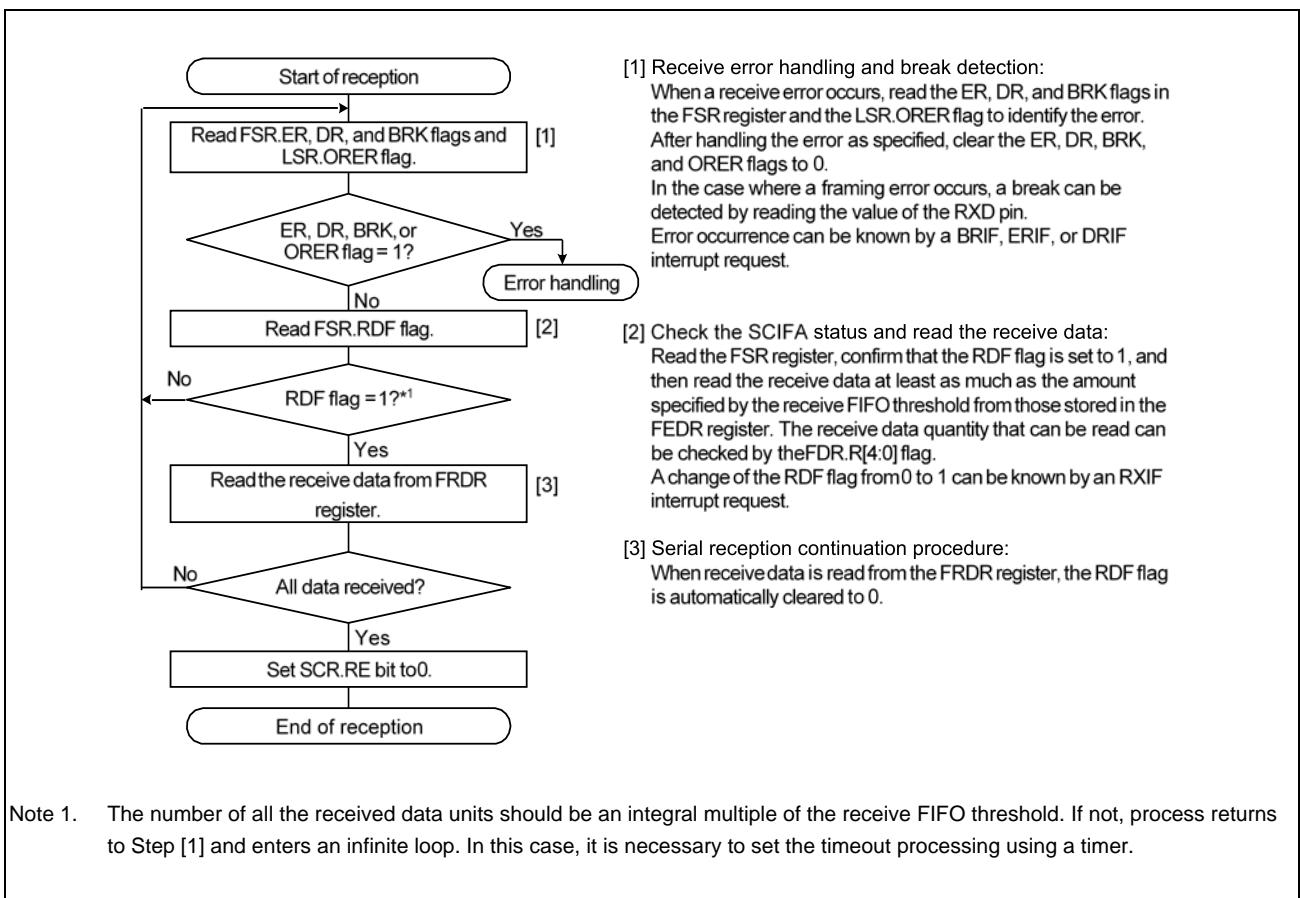 Start of reception
Read FSR.ER, DR, and BRK flags and
LSR.ORER flag.
[1]
ER, DR, BRK, or
ORER flag = 1?
Yes
Error handling
No
Read FSR.RDF flag.
[2]
No
RDF flag = 1?*1
Yes
Read the receive data from FRDR
register.
[3]
No
All data received?
Yes
Set SCR.RE bit to0.
End of reception
[1] Receive error handling and break detection:
When a receive error occurs, read the ER, DR, and BRK flags in
the FSR register and the LSR.ORER flag to identify the error.
After handling the error as specified, clear the ER, DR, BRK,
and ORER flags to 0.
In the case where a framing error occurs, a break can be
detected by reading the value of the RXD pin.
Error occurrence can be known by a BRIF, ERIF, or DRIF
interrupt request.
[2] Check the SCIFA status and read the receive data:
Read the FSR register, confirm that the RDF flag is set to 1, and
then read the receive data at least as much as the amount
specified by the receive FIFO threshold from those stored in the
FEDR register. The receive data quantity that can be read can
be checked by theFDR.R[4:0] flag.
A change of the RDF flag from 0 to 1 can be known by an RXIF
interrupt request.
[3] Serial reception continuation procedure:
When receive data is read from the FRDR register, the RDF flag
is automatically cleared to 0.
Note 1. The number of all the received data units should be an integral multiple of the receive FIFO threshold. If not, process returns
to Step [1] and enters an infinite loop. In this case, it is necessary to set the timeout processing using a timer.